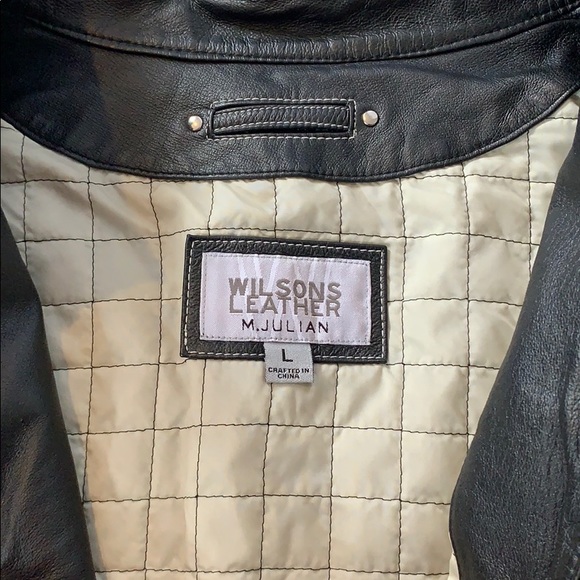 WILSONS
LEATHER
M.JULIAN
L
CRAFTED IN
CHINA